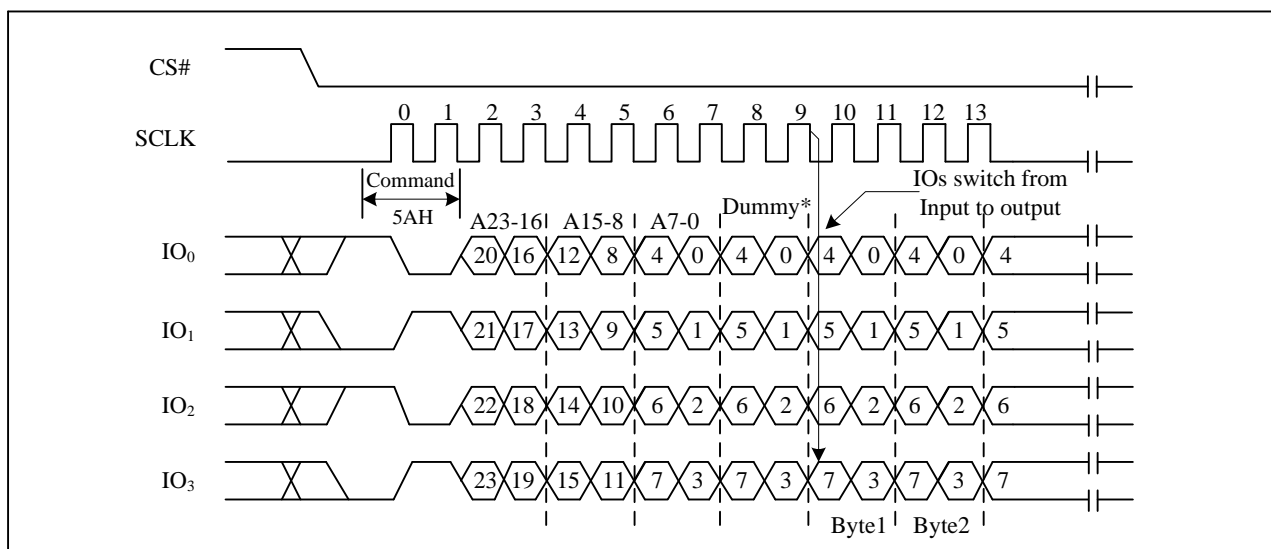 CS#
0 1 2 3 4 5 6 7 8 9 10 11 12 13
SCLK
Command
5AH
IOs switch from
Input to output
Dummy*
A23-16 A15-8 A7-0
IO0 20 16 12 8 4 0 4 0 4 0 4 0 4
IO1 21 17 13 9 5 1 5 1 5 1 5 1 5
IO2 22 18 14 10 6 2 6 2 6 2 6 2 6
IO3 23 19 15 11 7 3 7 3 7 3 7 3 7
Byte1 Byte2